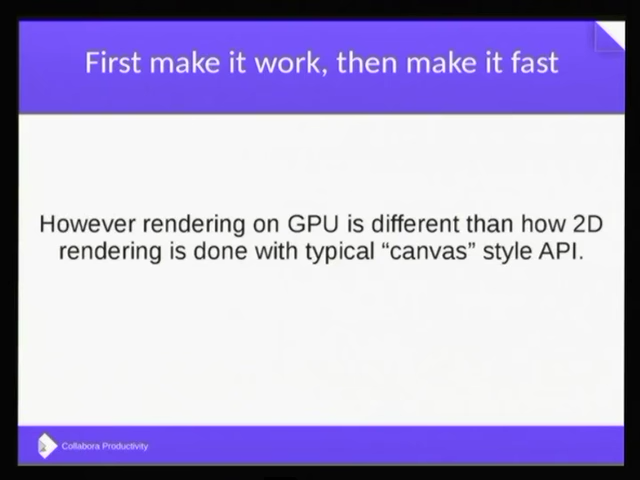 First make it work, then make it fast
However rendering on GPU is different than how 2D
rendering is done with typical “canvas” style API.
Collabora Productivity